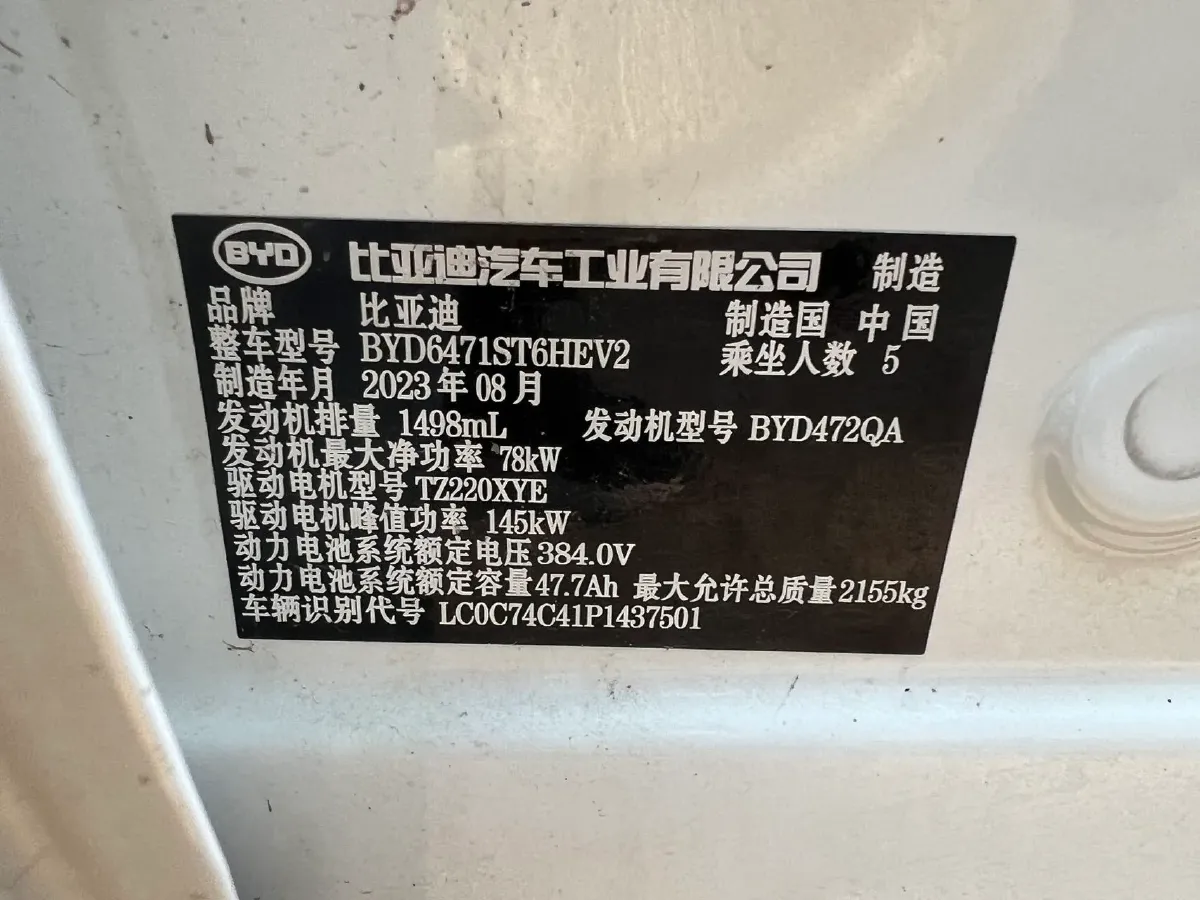 BYD 比亚迪汽车工业有限公司 制造
品牌 比亚迪 制造国 中国
整车型号 BYD6471ST6HEV2 乘坐人数 5
制造年月 2023年08月
发动机排量 1498mL 发动机型号 BYD472QA
发动机最大净功率 78kW
驱动电机型号 TZ220XYE
驱动电机峰值功率 145kW
动力电池系统额定电压 384.0V
动力电池系统额定容量 47.7Ah 最大允许总质量 2155kg
车辆识别代号 LC0C74C41P1437501